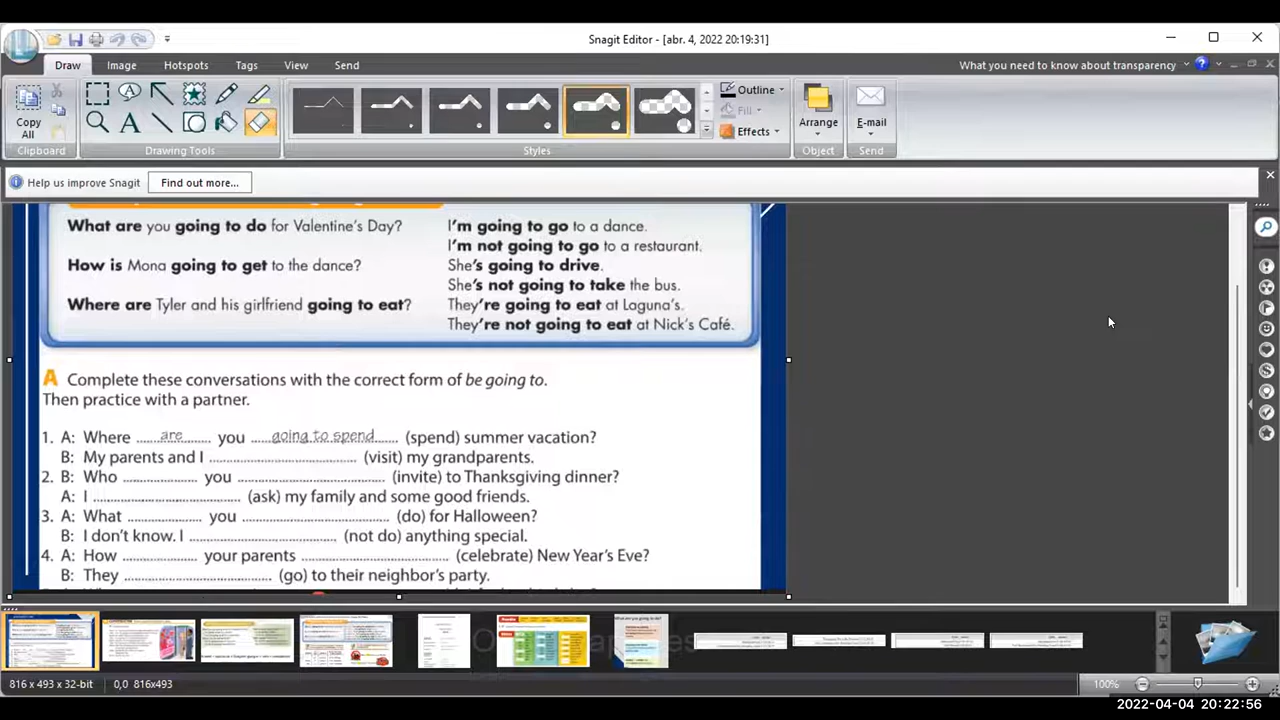 Snagit Editor - [abr. 4, 2022 20:19:31]
Draw Image Hotspots Tags View Send
What you need to know about transparency
Copy
All
Clipboard
Drawing Tools
Styles
Outline
Fill
Effects
Arrange
Object
E-mail
Send
Help us improve Snagit Find out more...
What are you going to do for Valentine's Day? I'm going to go to a dance.
I'm not going to go to a restaurant.
How is Mona going to get to the dance? She's going to drive.
She's not going to take the bus.
Where are Tyler and his girlfriend going to eat? They're going to eat at Laguna's.
They're not going to eat at Nick's Café.
A Complete these conversations with the correct form of be going to.
Then practice with a partner.
1. A: Where ....are.... you ....going to spend.... (spend) summer vacation?
B: My parents and I .................... (visit) my grandparents.
2. B: Who .................... you .................... (invite) to Thanksgiving dinner?
A: I .................... (ask) my family and some good friends.
3. A: What .................... you .................... (do) for Halloween?
B: I don't know. I .................... (not do) anything special.
4. A: How .................... your parents .................... (celebrate) New Year's Eve?
B: They .................... (go) to their neighbor's party.
816 x 493 x 32-bit 0,0 816x493
100%
2022-04-04 20:22:56